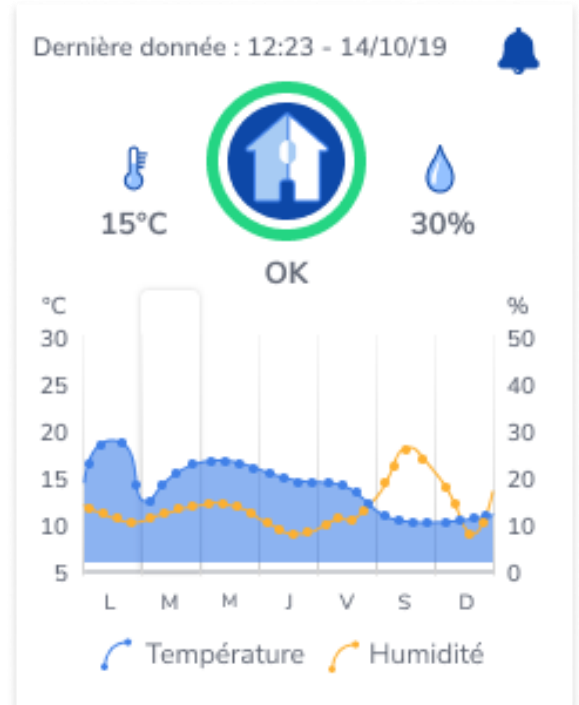 Dernière donnée : 12:23 - 14/10/19
15°C
30%
OK
°C %
30 50
25 40
20 30
15 20
10 10
5 0
L M M J V S D
Température Humidité